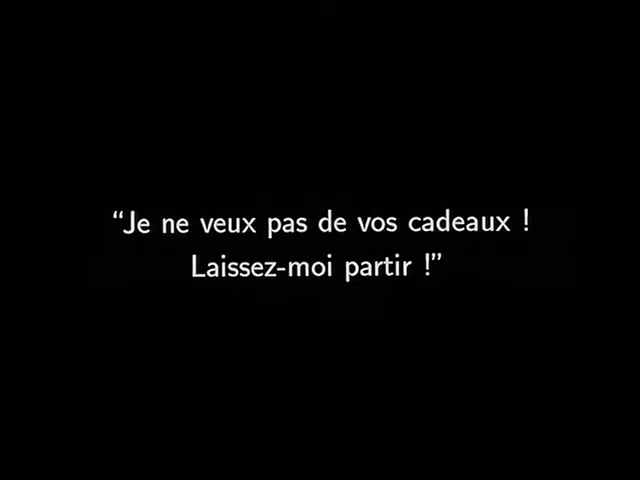 “Je ne veux pas de vos cadeaux !
Laissez-moi partir !”